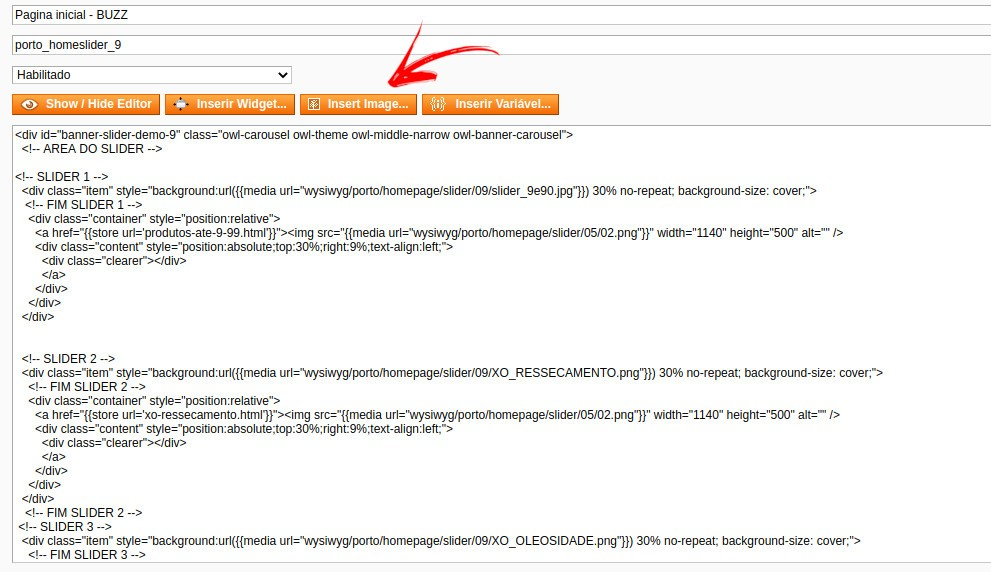 Pagina inicial - BUZZ
porto_homeslider_9
Habilitado
Show / Hide Editor Inserir Widget... Insert Image... Inserir Variável...
<div id="banner-slider-demo-9" class="owl-carousel owl-theme owl-middle-narrow owl-banner-carousel">
<!-- AREA DO SLIDER -->
<!-- SLIDER 1 -->
<div class="item" style="background:url({{media url="wysiwyg/porto/homepage/slider/09/slider_9e90.jpg"}}) 30% no-repeat; background-size: cover;">
<!-- FIM SLIDER 1 -->
<div class="container" style="position:relative">
<a href="{{store url='produtos-ate-9-99.html'}}"><img src="{{media url="wysiwyg/porto/homepage/slider/05/02.png"}}" width="1140" height="500" alt="" />
<div class="content" style="position:absolute;top:30%;right:9%;text-align:left;">
<div class="clearer"></div>
</a>
</div>
</div>
</div>
<!-- SLIDER 2 -->
<div class="item" style="background:url({{media url="wysiwyg/porto/homepage/slider/09/XO_RESSECAMENTO.png"}}) 30% no-repeat; background-size: cover;">
<!-- FIM SLIDER 2 -->
<div class="container" style="position:relative">
<a href="{{store url='xo-ressecamento.html'}}"><img src="{{media url="wysiwyg/porto/homepage/slider/05/02.png"}}" width="1140" height="500" alt="" />
<div class="content" style="position:absolute;top:30%;right:9%;text-align:left;">
<div class="clearer"></div>
</a>
</div>
</div>
</div>
<!-- FIM SLIDER 2 -->
<!-- SLIDER 3 -->
<div class="item" style="background:url({{media url="wysiwyg/porto/homepage/slider/09/XO_OLEOSIDADE.png"}}) 30% no-repeat; background-size: cover;">
<!-- FIM SLIDER 3 -->